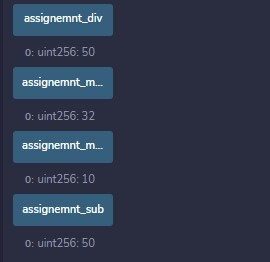 assignemnt_div
0: uint256: 50
assignemnt_m...
0: uint256: 32
assignemnt_m...
0: uint256: 10
assignemnt_sub
0: uint256: 50